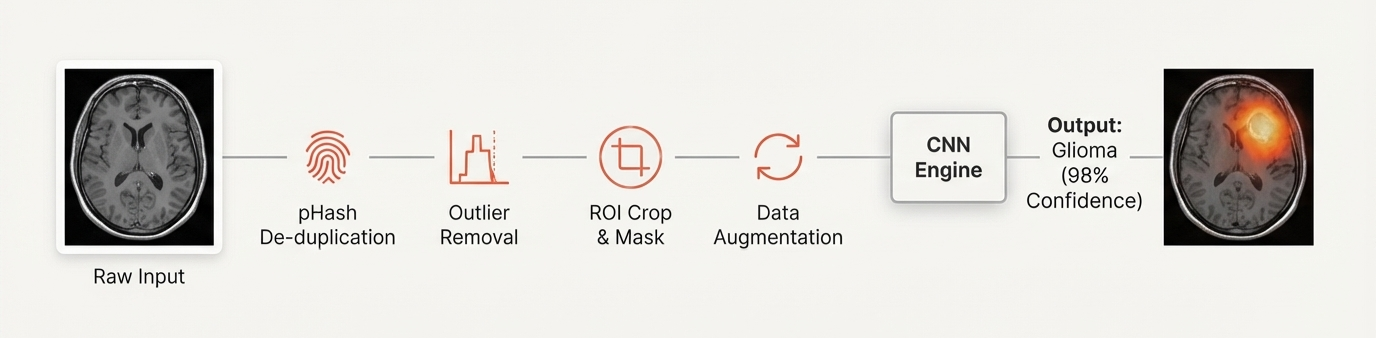 Raw Input
pHash
De-duplication
Outlier
Removal
ROI Crop
& Mask
Data
Augmentation
CNN
Engine
Output:
Glioma
(98%
Confidence)